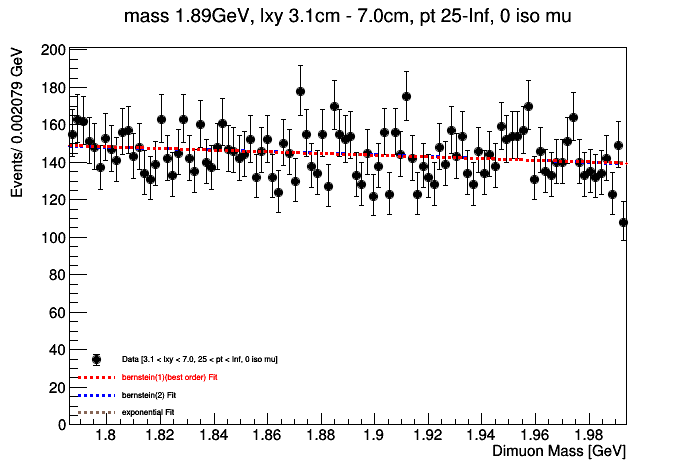 mass 1.89GeV, lxy 3.1cm - 7.0cm, pt 25-Inf, 0 iso mu
Events/ 0.002079 GeV
200
180
160
140
120
100
80
60
40
20
0
Data [3.1 < lxy < 7.0, 25 < pt < Inf, 0 iso mu]
bernstein(1)(best order) Fit
bernstein(2) Fit
exponential Fit
1.8 1.82 1.84 1.86 1.88 1.9 1.92 1.94 1.96 1.98
Dimuon Mass [GeV]